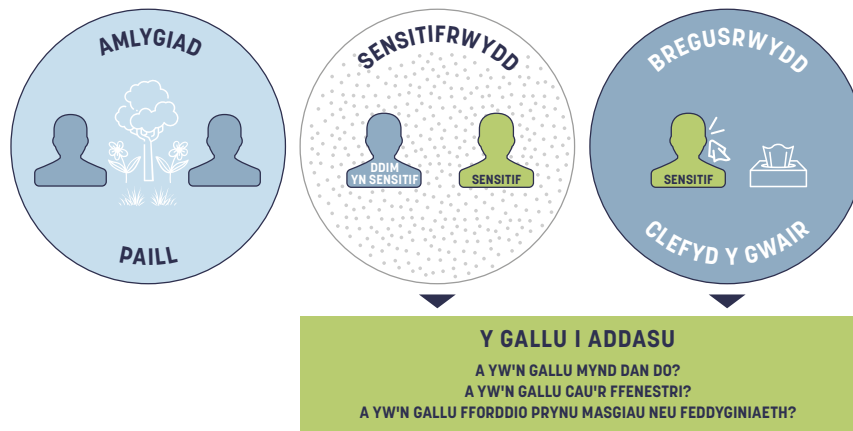 AMLYGIAD
PAILL
SENSITIFRWYDD
DDIM
YN SENSITIF
SENSITIF
BREGUSRWYDD
SENSITIF
CLEFYD Y GWAIR
Y GALLU I ADDASU
A YW'N GALLU MYND DAN DO?
A YW'N GALLU CAU'R FFENESTRI?
A YW'N GALLU FFORDDIO PRYNU MASGIAU NEU FEDDYGINIAETH?